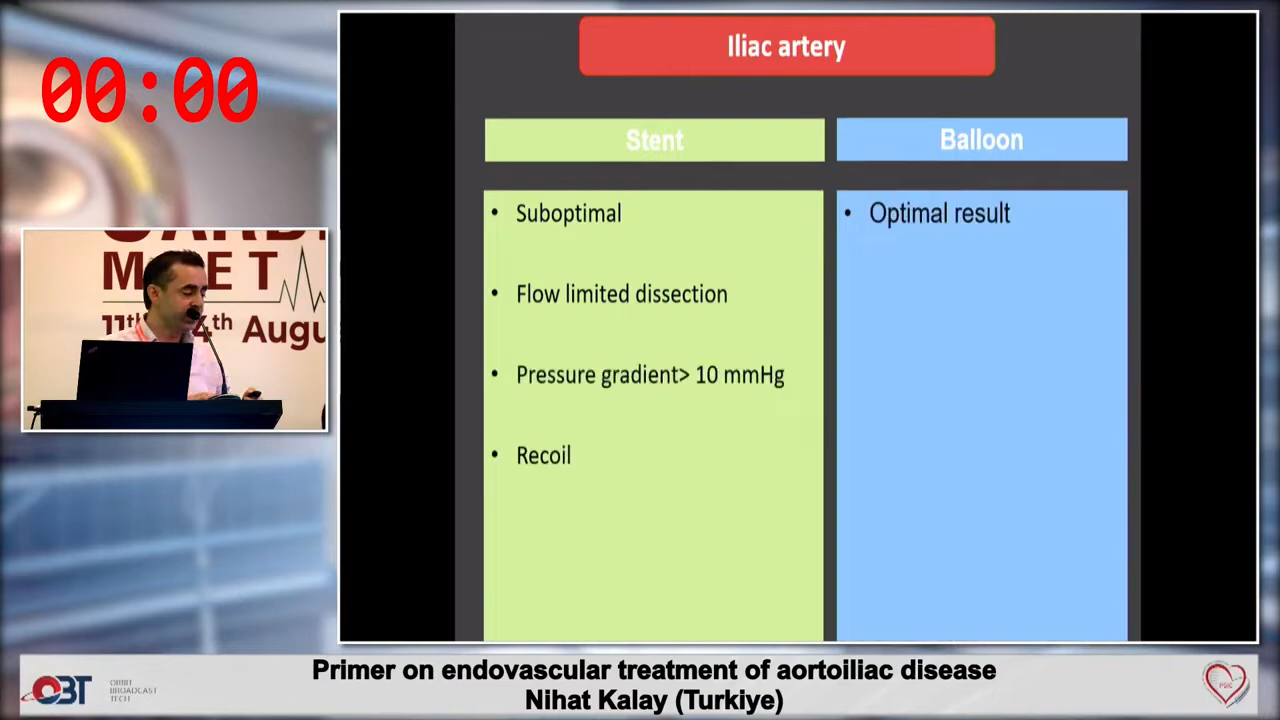 00:00
Iliac artery
Stent
Balloon
• Suboptimal
• Flow limited dissection
• Pressure gradient> 10 mmHg
• Recoil
• Optimal result
M E T
11th 4th Augu
Primer on endovascular treatment of aortoiliac disease
Nihat Kalay (Turkiye)
OBT
ORBIT
BROADCAST
TECH
PSIC